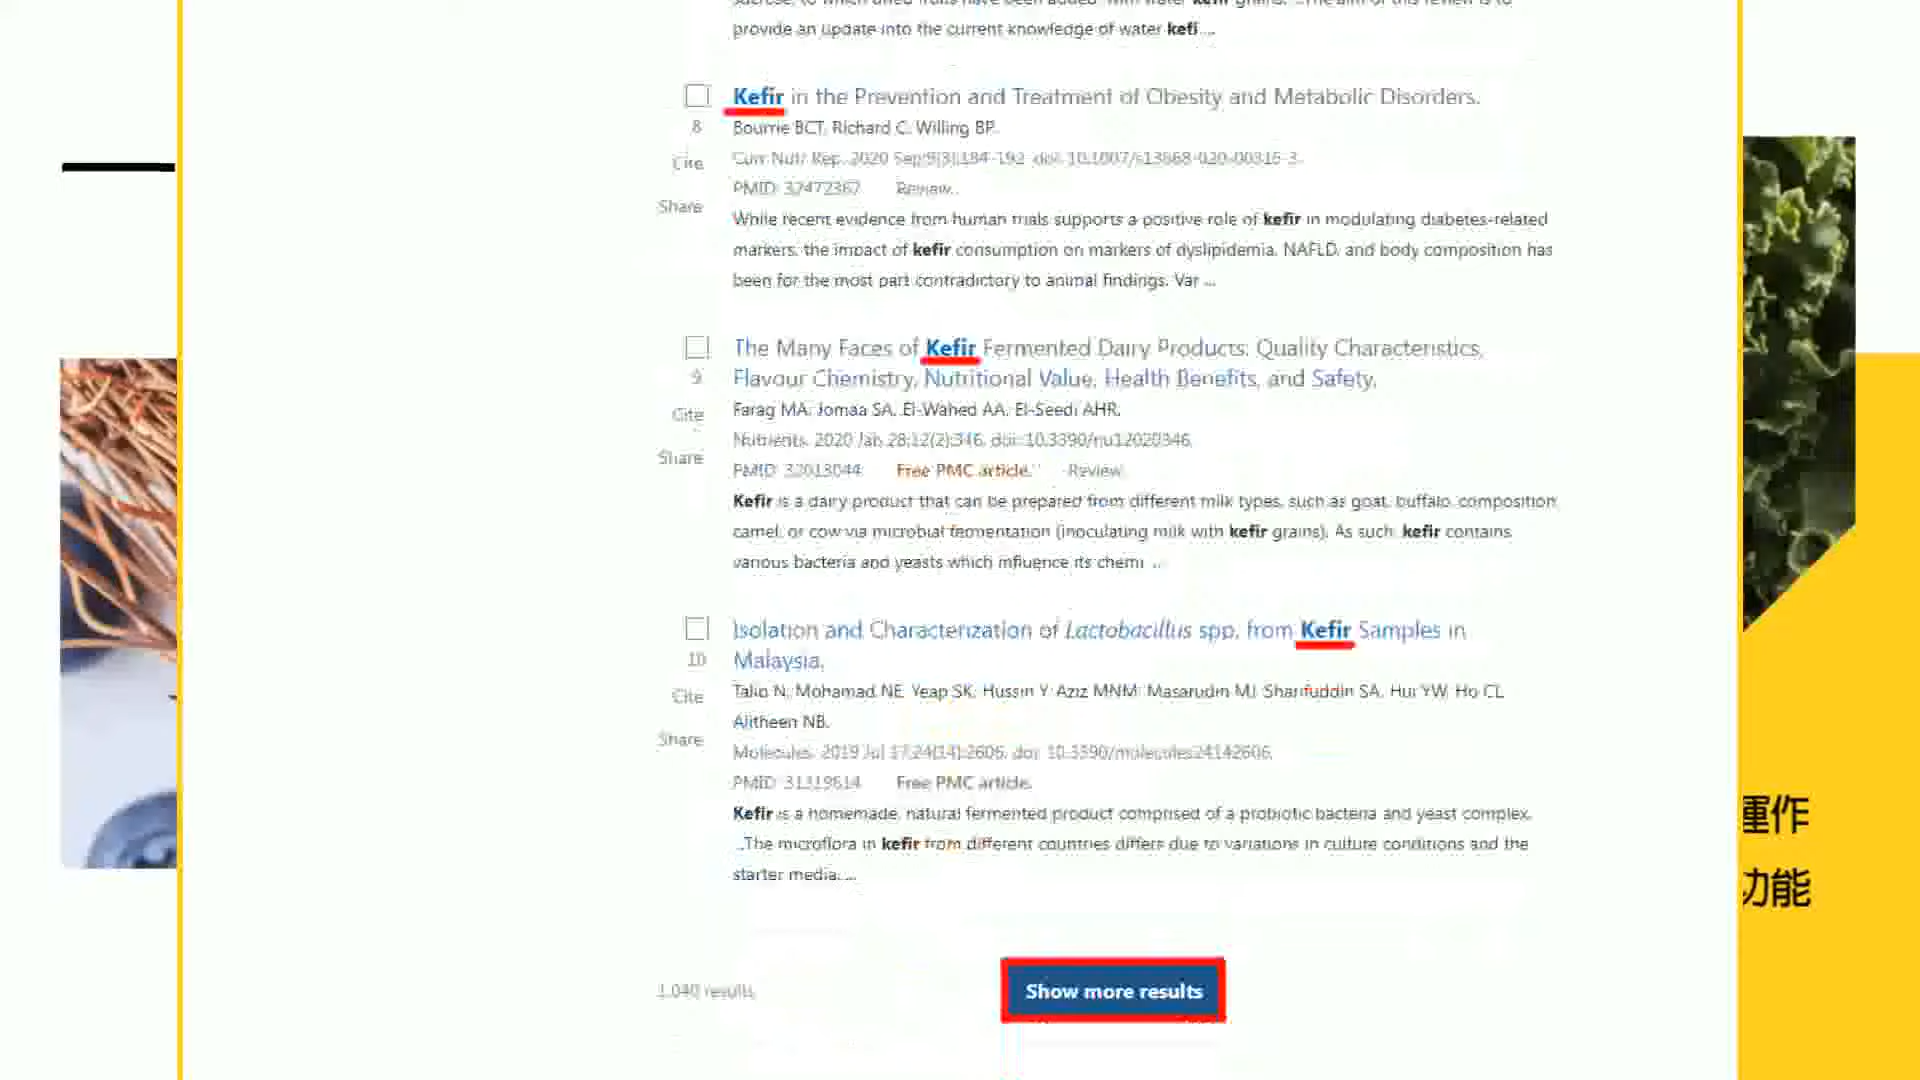 provide an update into the current knowledge of water kefi ...
Kefir in the Prevention and Treatment of Obesity and Metabolic Disorders.
8
Bourrie BCT, Richard C, Willing BP.
Cite
Curr Nutr Rep. 2020 Sep;9(3):184-192. doi: 10.1007/s13668-020-00315-3.
PMID: 32472367 Review.
Share
While recent evidence from human trials supports a positive role of kefir in modulating diabetes-related
markers, the impact of kefir consumption on markers of dyslipidemia, NAFLD, and body composition has
been for the most part contradictory to animal findings. Var ...
The Many Faces of Kefir Fermented Dairy Products: Quality Characteristics,
9
Flavour Chemistry, Nutritional Value, Health Benefits, and Safety.
Cite
Farag MA, Jomaa SA, El-Wahed AA, El-Seedi AHR.
Nutrients. 2020 Jan 28;12(2):346. doi: 10.3390/nu12020346.
Share
PMID: 32013044 Free PMC article. Review.
Kefir is a dairy product that can be prepared from different milk types, such as goat, buffalo, composition
camel, or cow via microbial fermentation (inoculating milk with kefir grains). As such, kefir contains
various bacteria and yeasts which influence its chemi ...
Isolation and Characterization of Lactobacillus spp. from Kefir Samples in
10
Malaysia.
Cite
Talib N, Mohamad NE, Yeap SK, Hussin Y, Aziz MNM, Masarudin MJ, Sharifuddin SA, Hui YW, Ho CL,
Alitheen NB.
Share
Molecules. 2019 Jul 17;24(14):2606. doi: 10.3390/molecules24142606.
PMID: 31319614 Free PMC article.
Kefir is a homemade, natural fermented product comprised of a probiotic bacteria and yeast complex.
...The microflora in kefir from different countries differs due to variations in culture conditions and the
starter media. ...
1,040 results
Show more results
運作
功能